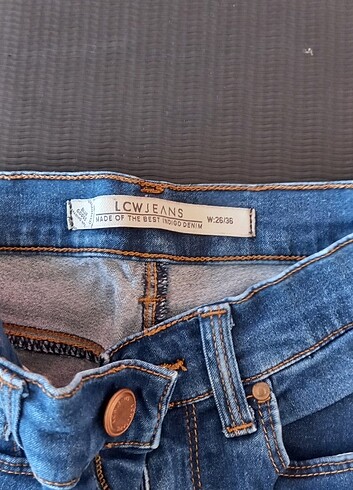 LCWJEANS
MADE OF THE BEST INDIGO DENIM
W:26/36